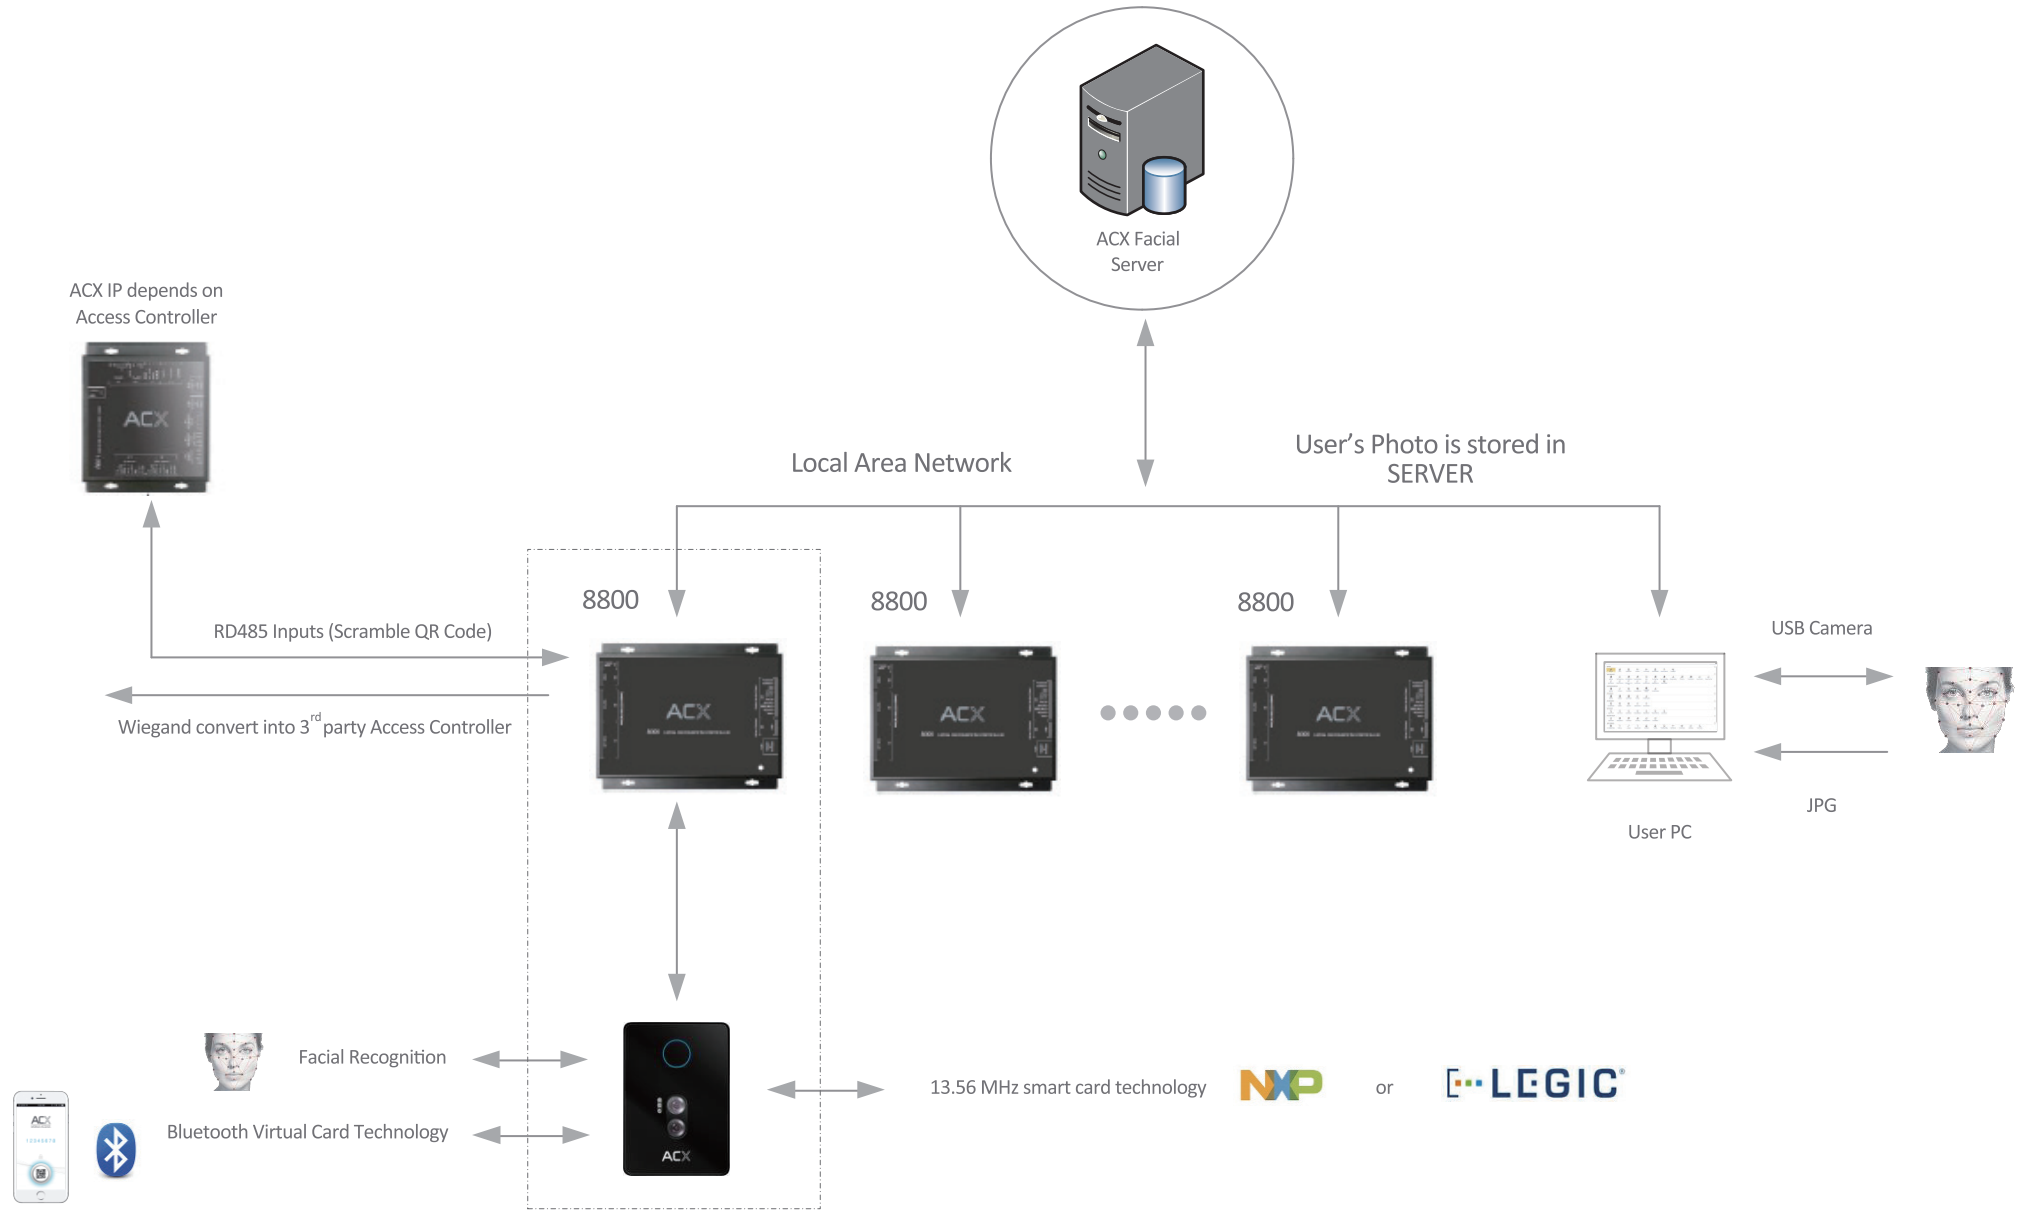 ACX Facial
Server
ACX IP depends on
Access Controller
ACX
Local Area Network
User's Photo is stored in
SERVER
8800
8800
8800
RD485 Inputs (Scramble QR Code)
USB Camera
Wiegand convert into 3rd party Access Controller
ACX
ACX
ACX
JPG
User PC
Facial Recognition
13.56 MHz smart card technology
NXP
or
LEGIC®
ACX
12345678
Bluetooth Virtual Card Technology
ACX